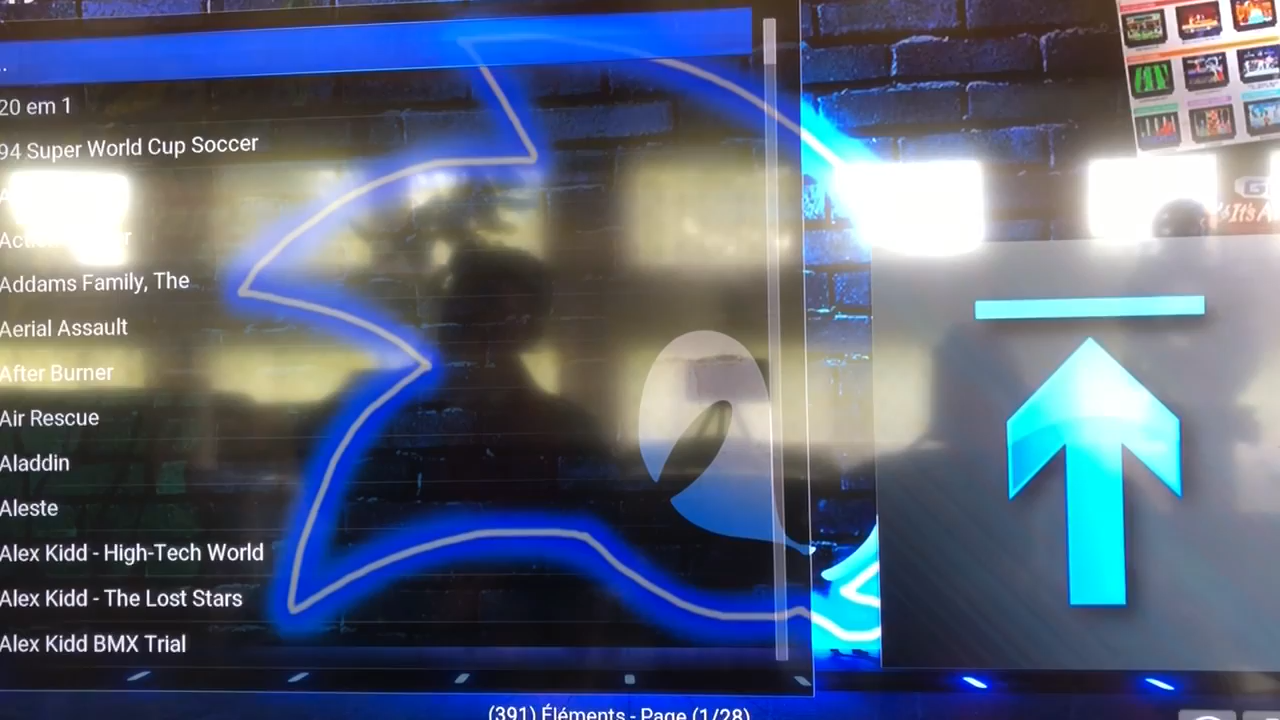 ..
20 em 1
94 Super World Cup Soccer
Addams Family, The
Aerial Assault
After Burner
Air Rescue
Aladdin
Aleste
Alex Kidd - High-Tech World
Alex Kidd - The Lost Stars
Alex Kidd BMX Trial
(391) Éléments - Page (1/28)
It's A